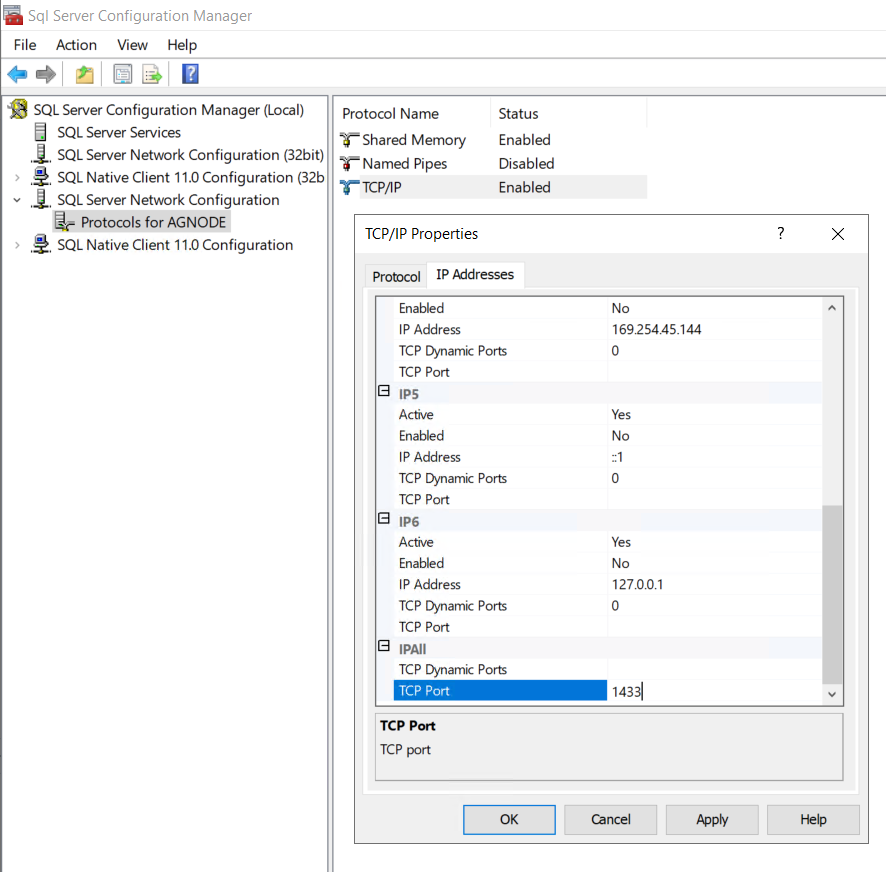 Sql Server Configuration Manager
File Action View Help
SQL Server Configuration Manager (Local)
SQL Server Services
SQL Server Network Configuration (32bit)
SQL Native Client 11.0 Configuration (32b
SQL Server Network Configuration
Protocols for AGNODE
SQL Native Client 11.0 Configuration
Protocol Name Status
Shared Memory Enabled
Named Pipes Disabled
TCP/IP Enabled
TCP/IP Properties ?
Protocol IP Addresses
Enabled No
IP Address 169.254.45.144
TCP Dynamic Ports 0
TCP Port
IP5
Active Yes
Enabled No
IP Address ::1
TCP Dynamic Ports 0
TCP Port
IP6
Active Yes
Enabled No
IP Address 127.0.0.1
TCP Dynamic Ports 0
TCP Port
IPAll
TCP Dynamic Ports
TCP Port 1433
TCP Port
TCP port
OK Cancel Apply Help